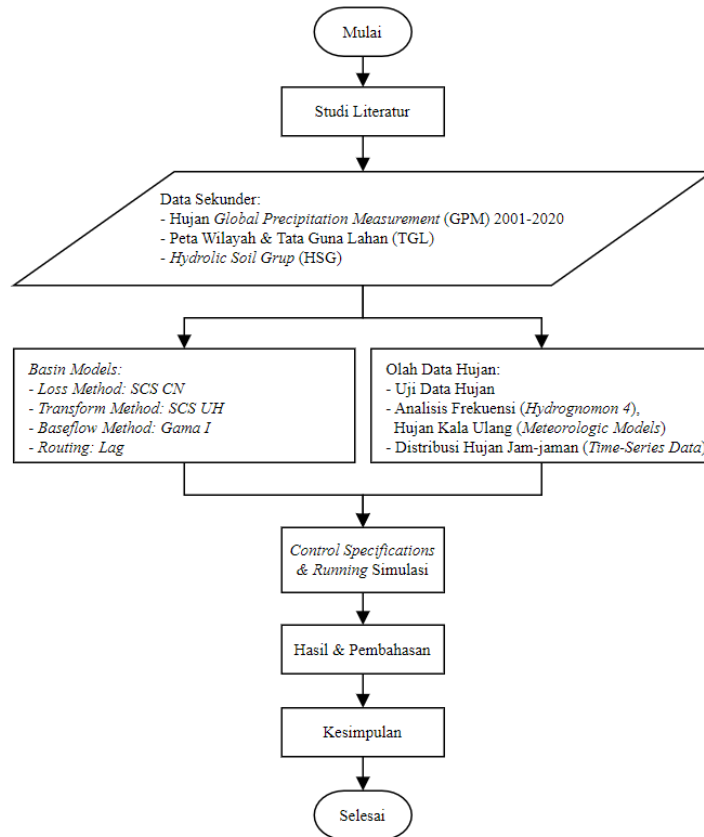 Mulai
Studi Literatur
Data Sekunder:
- Hujan Global Precipitation Measurement (GPM) 2001-2020
- Peta Wilayah & Tata Guna Lahan (TGL)
- Hydrolic Soil Grup (HSG)
Basin Models:
- Loss Method: SCS CN
- Transform Method: SCS UH
- Baseflow Method: Gama I
- Routing: Lag
Olah Data Hujan:
- Uji Data Hujan
- Analisis Frekuensi (Hydrognomon 4),
Hujan Kala Ulang (Meteorologic Models)
- Distribusi Hujan Jam-jaman (Time-Series Data)
Control Specifications
& Running Simulasi
Hasil & Pembahasan
Kesimpulan
Selesai